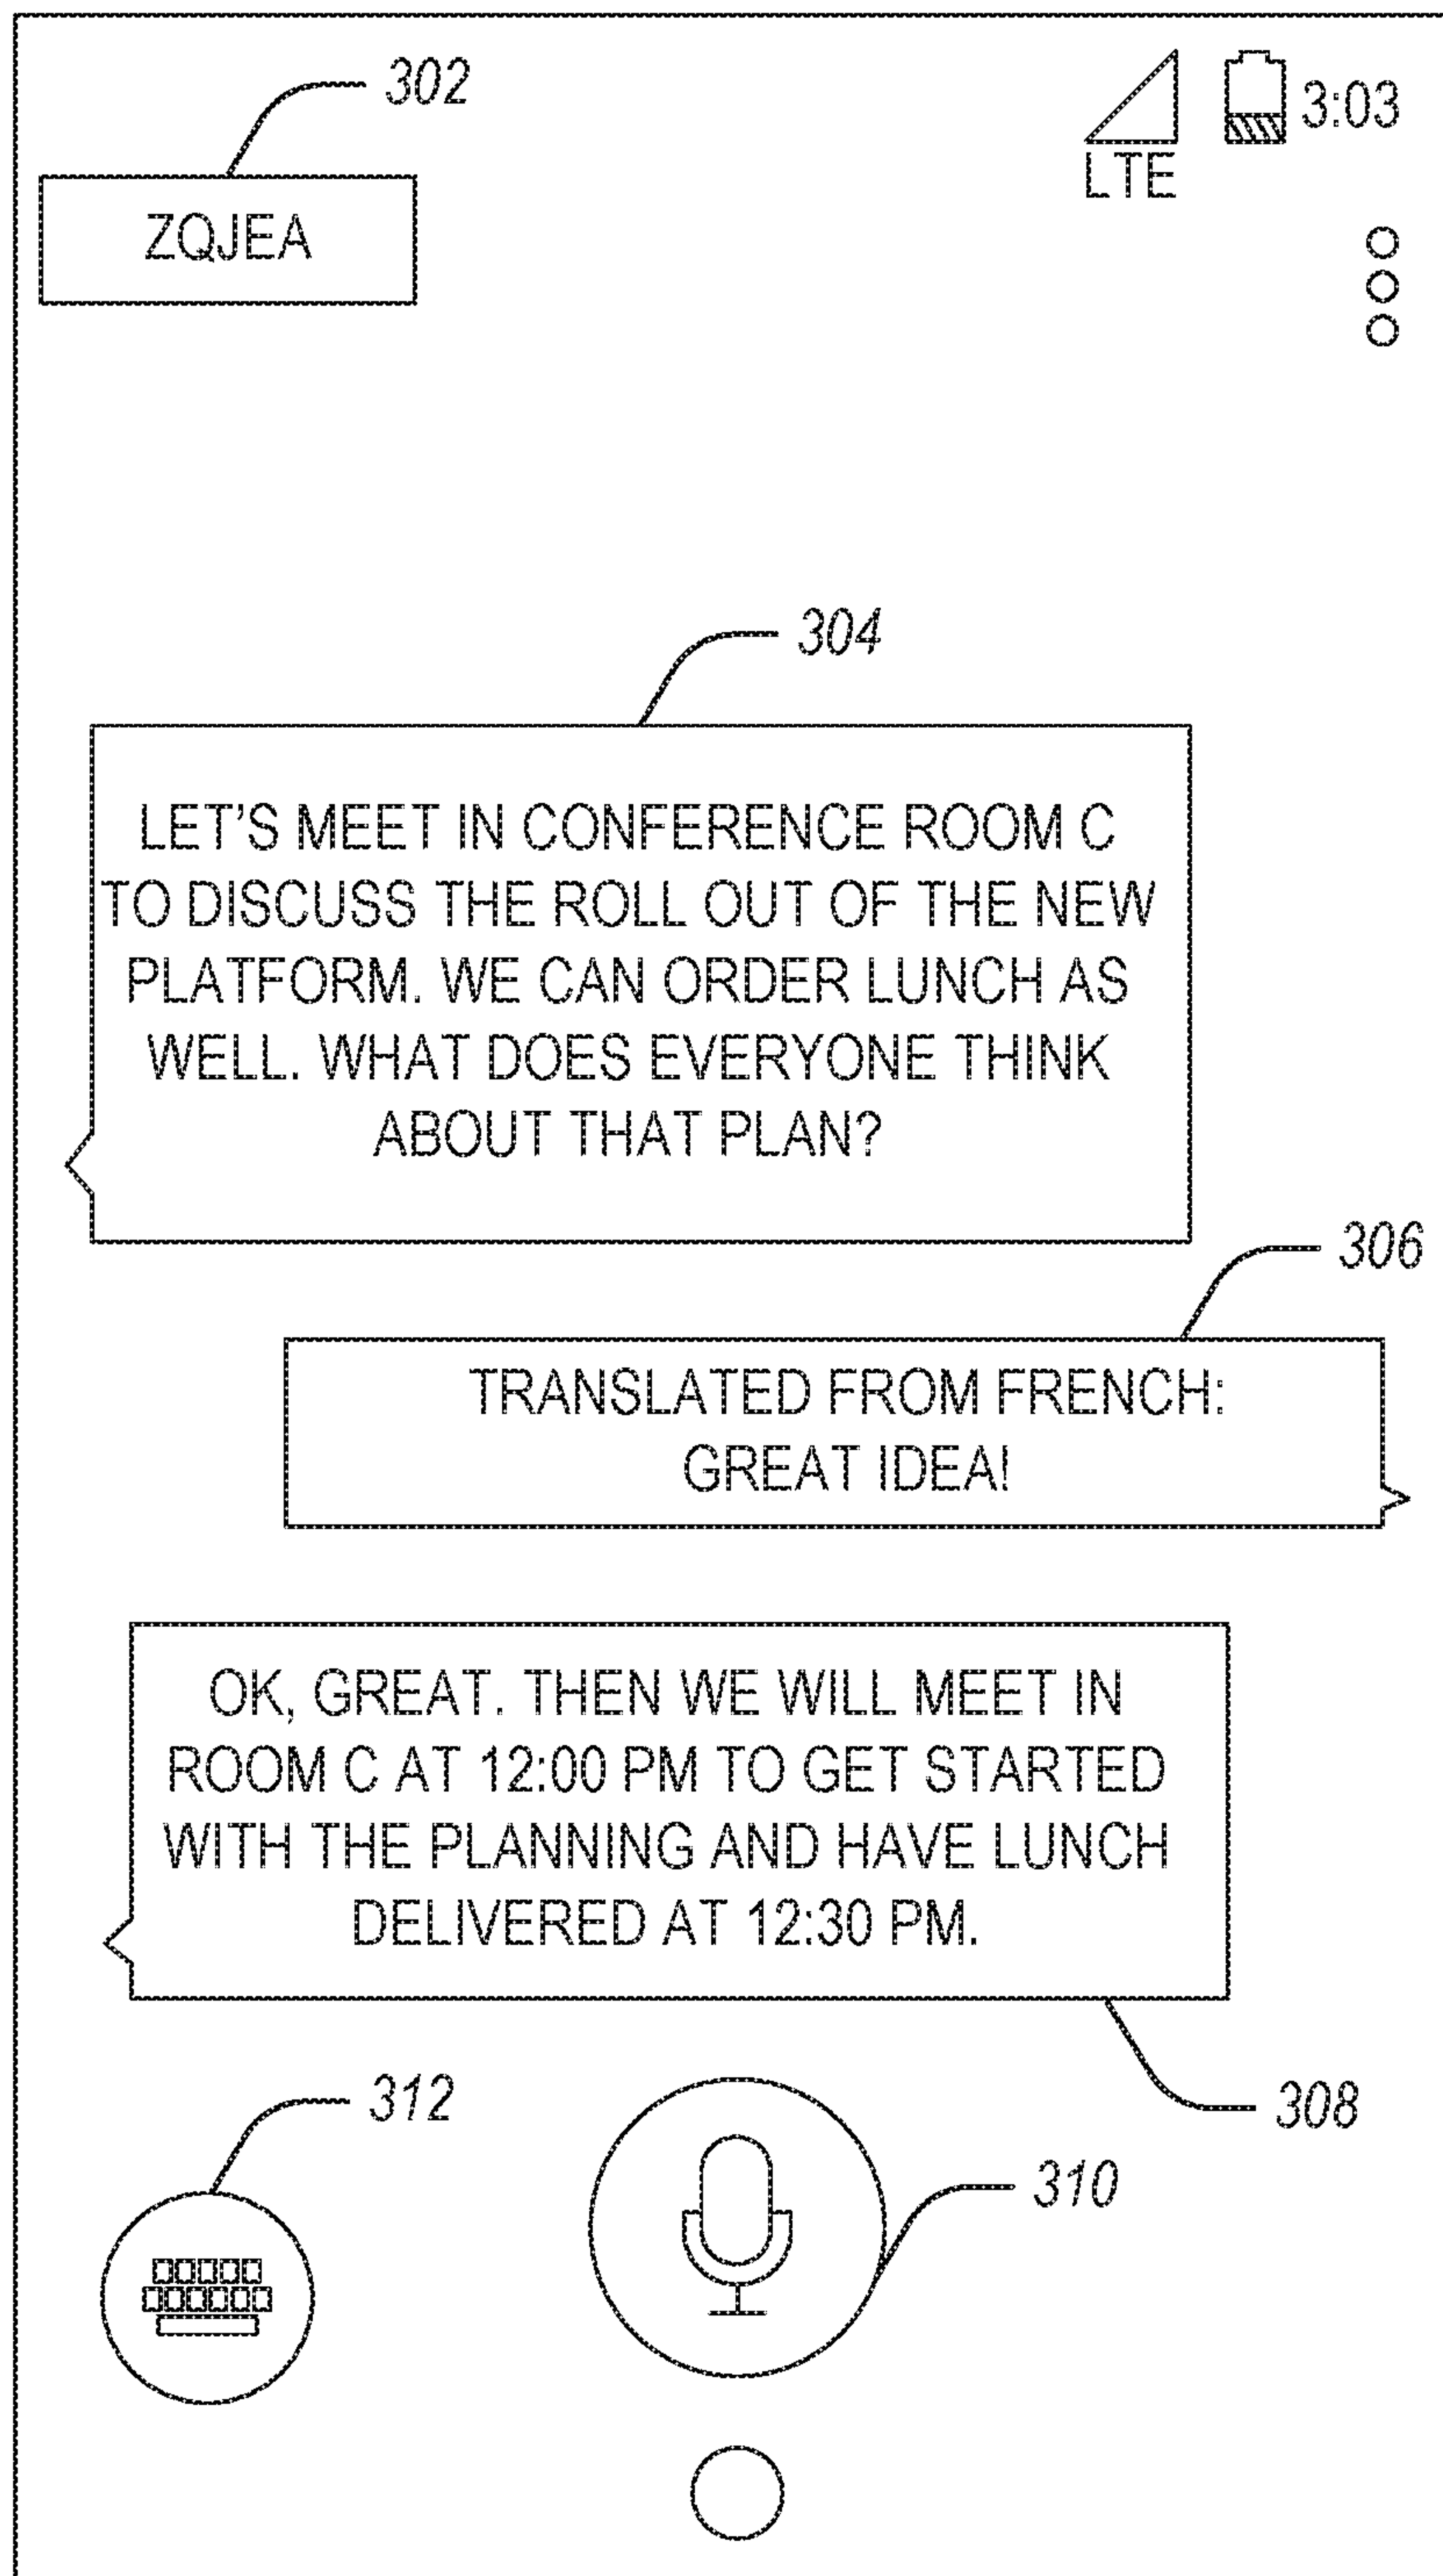 302
3:03
LTE
ZQJEA
304
LET'S MEET IN CONFERENCE ROOM C
TO DISCUSS THE ROLL OUT OF THE NEW
PLATFORM. WE CAN ORDER LUNCH AS
WELL. WHAT DOES EVERYONE THINK
ABOUT THAT PLAN?
306
TRANSLATED FROM FRENCH:
GREAT IDEA!
OK, GREAT. THEN WE WILL MEET IN
ROOM C AT 12:00 PM TO GET STARTED
WITH THE PLANNING AND HAVE LUNCH
DELIVERED AT 12:30 PM.
312
308
310